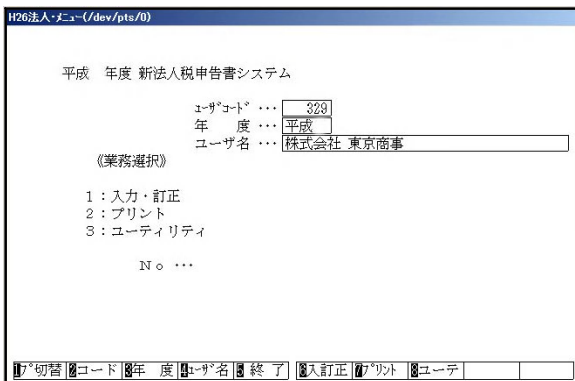 H26法人・メニュー(/dev/pts/0)
平成　年度 新法人税申告書システム
ﾕｰｻﾞｺｰﾄﾞ … 329
年　度 … 平成
ユーザ名 … 株式会社 東京商事
《業務選択》
1：入力・訂正
2：プリント
3：ユーティリティ
Ｎｏ …
1ﾌﾟ切替 2コード 3年　度 4ﾕｰｻﾞ名 5終 了 6入訂正 7ﾌﾟﾘﾝﾄ 8ユーテ